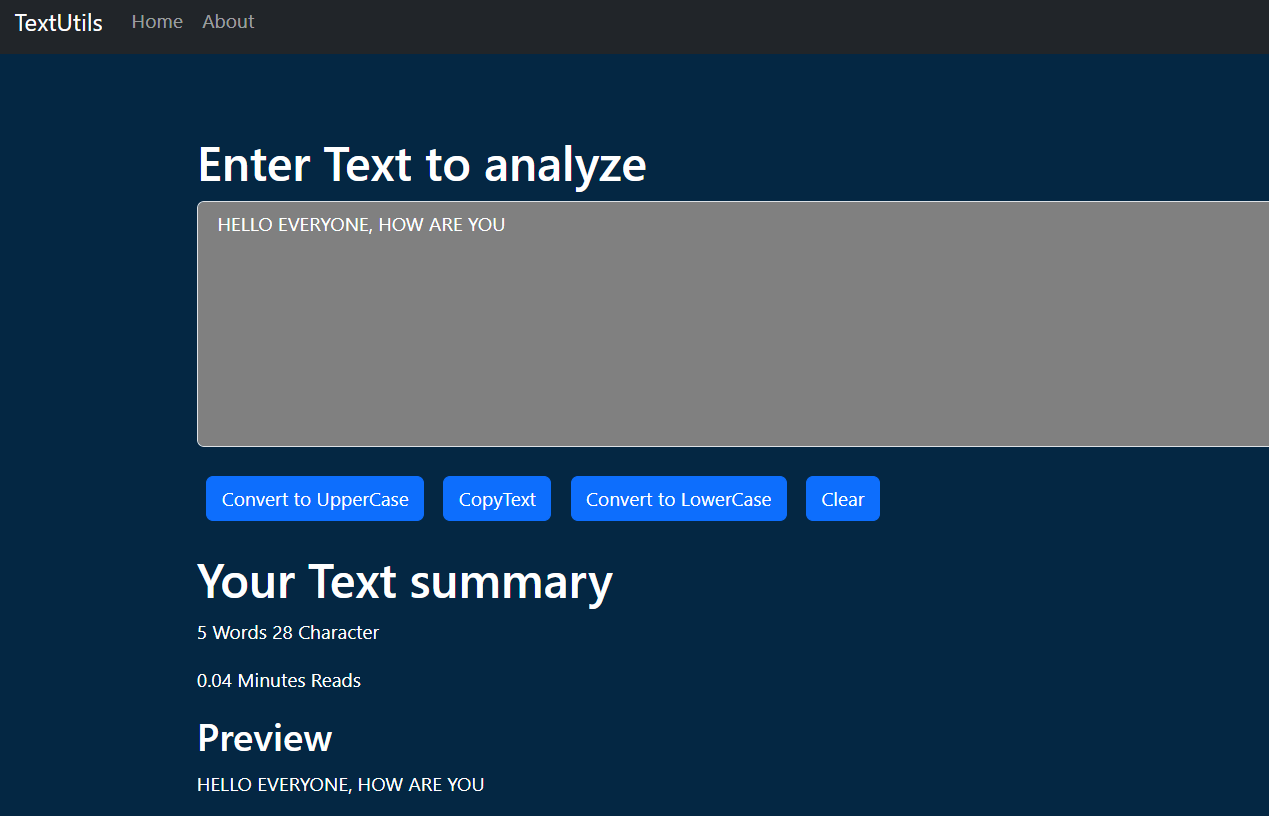 TextUtils Home About
Enter Text to analyze
HELLO EVERYONE, HOW ARE YOU
Convert to UpperCase CopyText Convert to LowerCase Clear
Your Text summary
5 Words 28 Character
0.04 Minutes Reads
Preview
HELLO EVERYONE, HOW ARE YOU